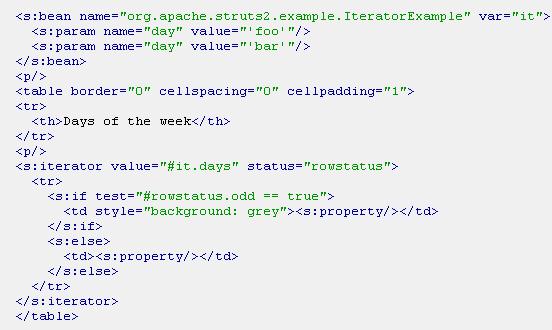 <s:bean name="org.apache.struts2.example.IteratorExample" var="it">
  <s:param name="day" value="'foo'"/>
  <s:param name="day" value="'bar'"/>
</s:bean>
<p/>
<table border="0" cellspacing="0" cellpadding="1">
<tr>
  <th>Days of the week</th>
</tr>
<p/>
<s:iterator value="#it.days" status="rowstatus">
  <tr>
    <s:if test="#rowstatus.odd == true">
      <td style="background: grey"><s:property/></td>
    </s:if>
    <s:else>
      <td><s:property/></td>
    </s:else>
  </tr>
</s:iterator>
</table>